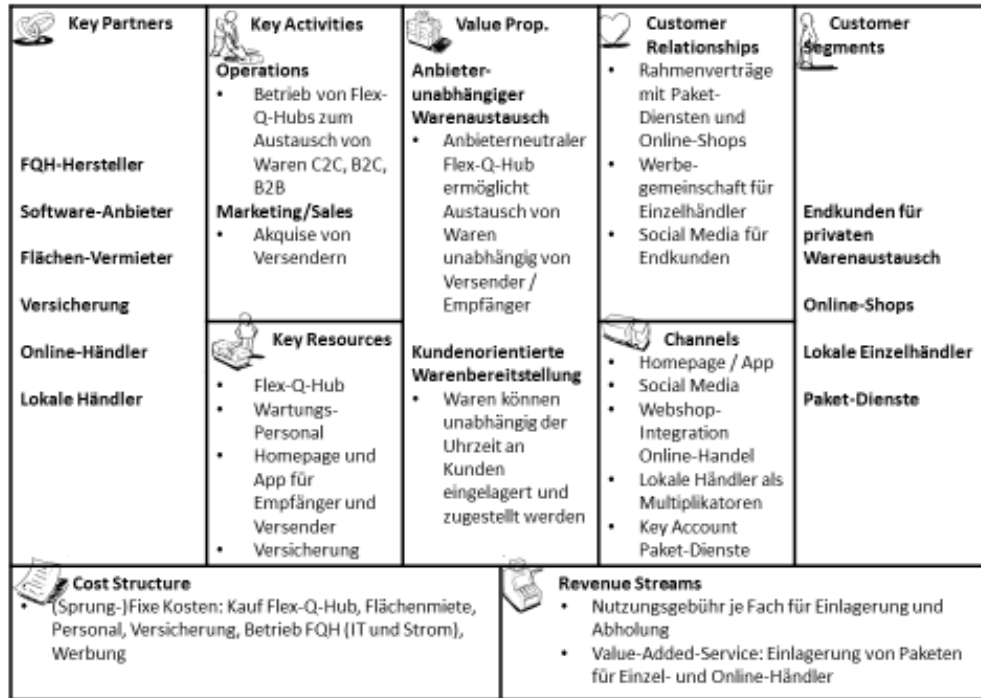 Key Partners
FQH-Hersteller
Software-Anbieter
Flächen-Vermieter
Versicherung
Online-Händler
Lokale Händler
Key Activities
Operations
• Betrieb von Flex-
Q-Hubs zum
Austausch von
Waren C2C, B2C,
B2B
Marketing/Sales
• Akquise von
Versendern
Key Resources
• Flex-Q-Hub
• Wartungs-
Personal
• Homepage und
App für
Empfänger und
Versender
• Versicherung
Value Prop.
Anbieter-
unabhängiger
Warenaustausch
• Anbieterneutraler
Flex-Q-Hub
ermöglicht
Austausch von
Waren
unabhängig von
Versender /
Empfänger
Kundenorientierte
Warenbereitstellung
• Waren können
unabhängig der
Uhrzeit an
Kunden
eingelagert und
zugestellt werden
Customer
Relationships
• Rahmenverträge
mit Paket-
Diensten und
Online-Shops
• Werbe-
gemeinschaft für
Einzelhändler
• Social Media für
Endkunden
Channels
• Homepage / App
• Social Media
• Webshop-
Integration
Online-Handel
• Lokale Händler als
Multiplikatoren
• Key Account
Paket-Dienste
Customer
Segments
Endkunden für
privaten
Warenaustausch
Online-Shops
Lokale Einzelhändler
Paket-Dienste
Cost Structure
• (Sprung-)Fixe Kosten: Kauf Flex-Q-Hub, Flächenmiete,
Personal, Versicherung, Betrieb FQH (IT und Strom),
Werbung
Revenue Streams
• Nutzungsgebühr je Fach für Einlagerung und
Abholung
• Value-Added-Service: Einlagerung von Paketen
für Einzel- und Online-Händler